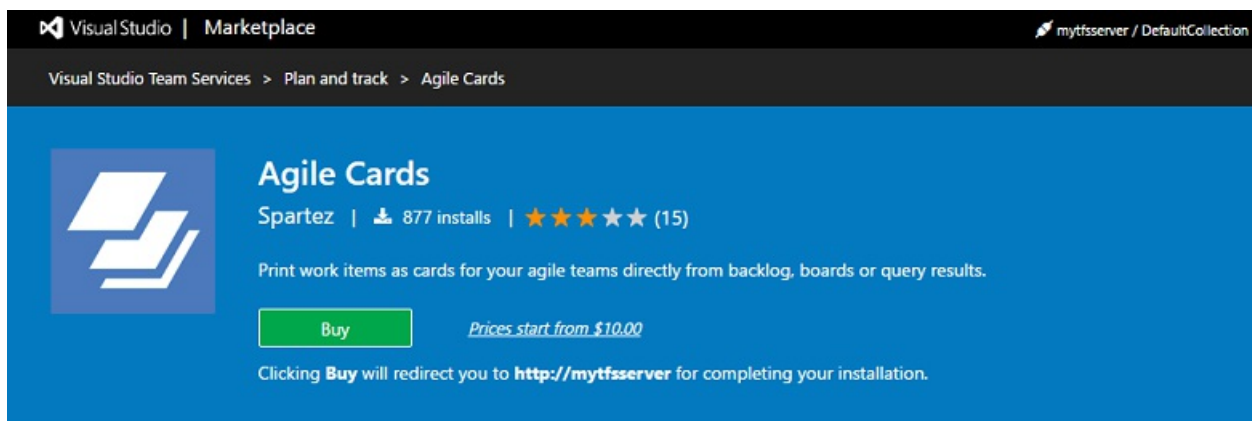 Visual Studio | Marketplace
mytfsserver / DefaultCollection
Visual Studio Team Services > Plan and track > Agile Cards
Agile Cards
Spartez | 877 installs | (15)
Print work items as cards for your agile teams directly from backlog, boards or query results.
Buy
Prices start from $10.00
Clicking Buy will redirect you to http://mytfsserver for completing your installation.